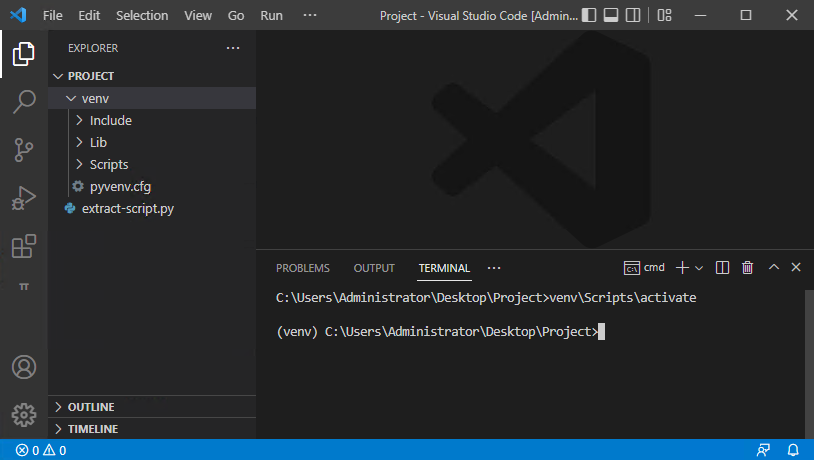 File Edit Selection View Go Run ··· Project - Visual Studio Code [Admin...
EXPLORER ···
PROJECT
venv
Include
Lib
Scripts
pyvenv.cfg
extract-script.py
PROBLEMS OUTPUT TERMINAL ··· cmd
C:\Users\Administrator\Desktop\Project>venv\Scripts\activate
(venv) C:\Users\Administrator\Desktop\Project>
OUTLINE
TIMELINE
0 0